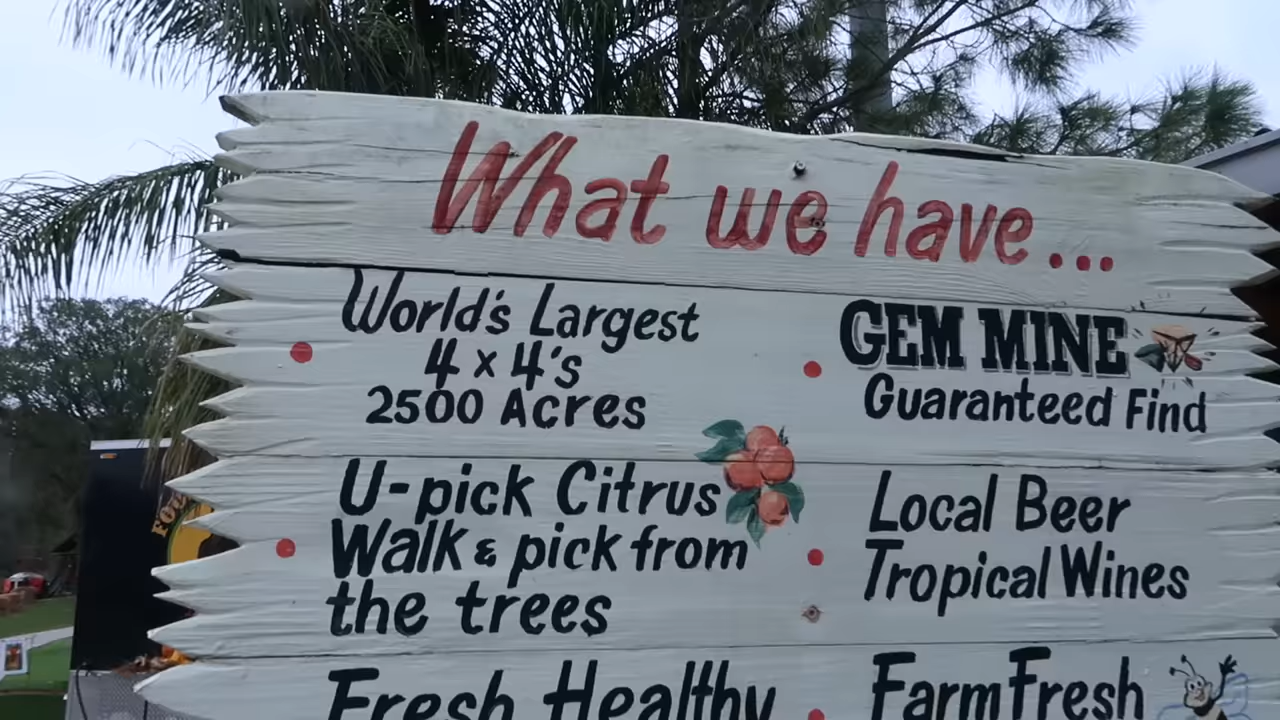 What we have...
World's Largest
4 x 4's
2500 Acres
GEM MINE
Guaranteed Find
U-pick Citrus
Walk & pick from
the trees
Local Beer
Tropical Wines
Fresh Healthy
Farm Fresh